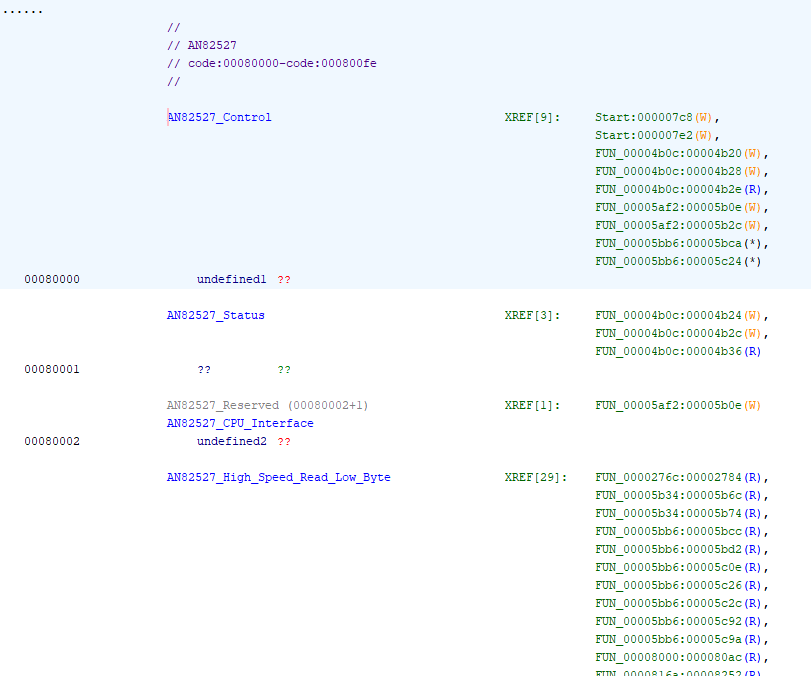 ......
//
// AN82527
// code:00080000-code:000800fe
//
AN82527_Control XREF[9]: Start:000007c8(W),
Start:000007e2(W),
FUN_00004b0c:00004b20(W),
FUN_00004b0c:00004b28(W),
FUN_00004b0c:00004b2e(R),
FUN_00005af2:00005b0e(W),
FUN_00005af2:00005b2c(W),
FUN_00005bb6:00005bca(*),
FUN_00005bb6:00005c24(*)
00080000 undefined1 ??
AN82527_Status XREF[3]: FUN_00004b0c:00004b24(W),
FUN_00004b0c:00004b2c(W),
FUN_00004b0c:00004b36(R)
00080001 ?? ??
AN82527_Reserved (00080002+1) XREF[1]: FUN_00005af2:00005b0e(W)
AN82527_CPU_Interface
00080002 undefined2 ??
AN82527_High_Speed_Read_Low_Byte XREF[29]: FUN_0000276c:00002784(R),
FUN_00005b34:00005b6c(R),
FUN_00005b34:00005b74(R),
FUN_00005bb6:00005bcc(R),
FUN_00005bb6:00005bd2(R),
FUN_00005bb6:00005c0e(R),
FUN_00005bb6:00005c26(R),
FUN_00005bb6:00005c2c(R),
FUN_00005bb6:00005c92(R),
FUN_00005bb6:00005c9a(R),
FUN_00008000:000080ac(R),
FUN_0000816a:00008252(R)